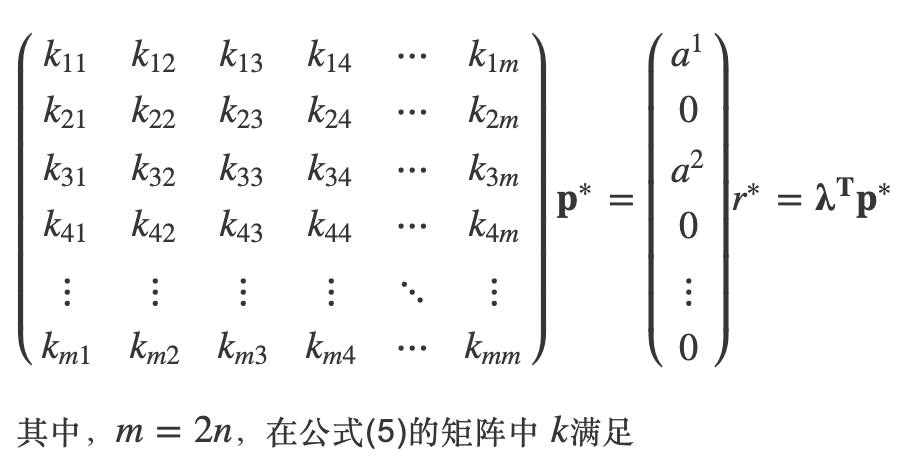 k₁₁ k₁₂ k₁₃ k₁₄ ⋯ k₁ₘ
k₂₁ k₂₂ k₂₃ k₂₄ ⋯ k₂ₘ
k₃₁ k₃₂ k₃₃ k₃₄ ⋯ k₃ₘ
k₄₁ k₄₂ k₄₃ k₄₄ ⋯ k₄ₘ
⋮ ⋮ ⋮ ⋮ ⋱ ⋮
kₘ₁ kₘ₂ kₘ₃ kₘ₄ ⋯ kₘₘ
p* =
a¹
0
a²
0
⋮
0
r* = λᵀp*
其中，m = 2n，在公式(5)的矩阵中 k满足